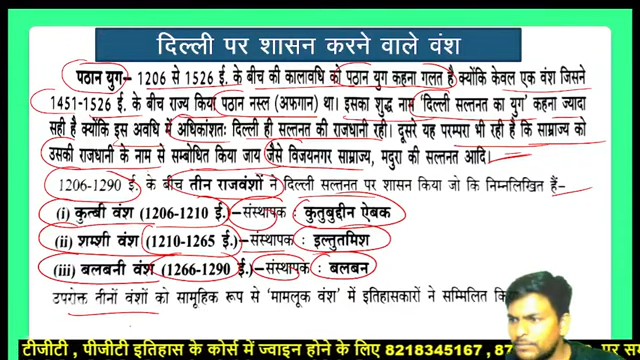 दिल्ली पर शासन करने वाले वंश
पठान युग- 1206 से 1526 ई. के बीच की कालावधि को पठान युग कहना गलत है क्योंकि केवल एक वंश जिसने
1451-1526 ई. के बीच राज्य किया पठान नस्ल (अफगान) था। इसका शुद्ध नाम 'दिल्ली सल्तनत का युग' कहना ज्यादा
सही है क्योंकि इस अवधि में अधिकांशतः दिल्ली ही सल्तनत की राजधानी रही। दूसरे यह परम्परा भी रही है कि साम्राज्य को
उसकी राजधानी के नाम से सम्बोधित किया जाय जैसे विजयनगर साम्राज्य, मदुरा की सल्तनत आदि।
1206-1290 ई. के बीच तीन राजवंशों ने दिल्ली सल्तनत पर शासन किया जो कि निम्नलिखित हैं-
(i) कुत्बी वंश (1206-1210 ई.) - संस्थापक : कुतुबुद्दीन ऐबक
(ii) शम्शी वंश (1210-1265 ई.) - संस्थापक : इल्तुतमिश
(iii) बलबनी वंश (1266-1290 ई.) - संस्थापक : बलबन
उपरोक्त तीनों वंशों को सामूहिक रूप से 'मामलूक वंश' में इतिहासकारों ने सम्मिलित
टीजीटी, पीजीटी इतिहास के कोर्स में ज्वाइन होने के लिए 8218345167, 87 पर